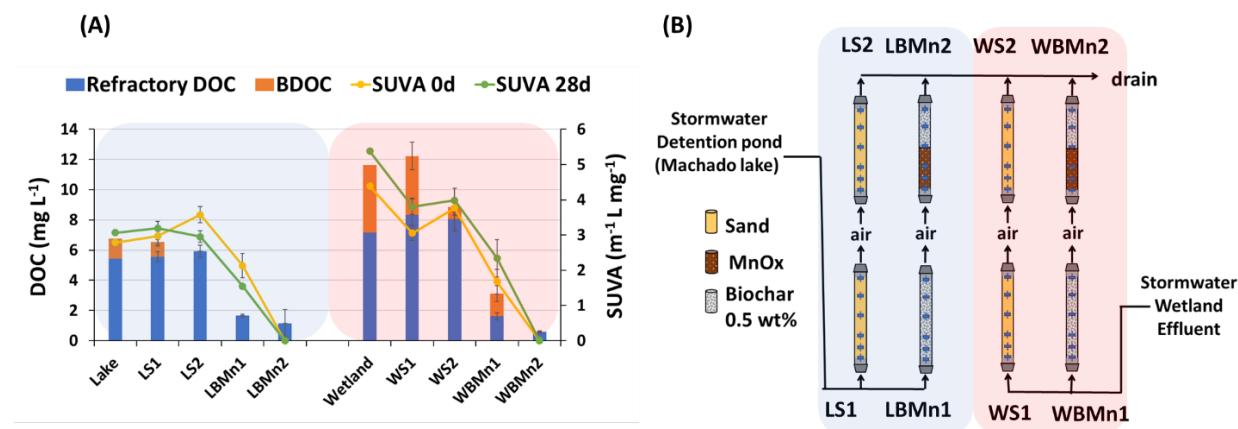 (A)
Refractory DOC BDOC SUVA 0d SUVA 28d
DOC (mg L-1)
14
12
10
8
6
4
2
0
6
5
4
3
2
1
0
SUVA (m-1 L mg-1)
Lake LS1 LS2 LBMn1 LBMn2 Wetland WS1 WS2 WBMn1 WBMn2
(B)
LS2 LBMn2 WS2 WBMn2
drain
Stormwater
Detention pond
(Machado lake)
Sand
MnOx
Biochar
0.5 wt%
air air air air
Stormwater
Wetland
Effluent
LS1 LBMn1 WS1 WBMn1